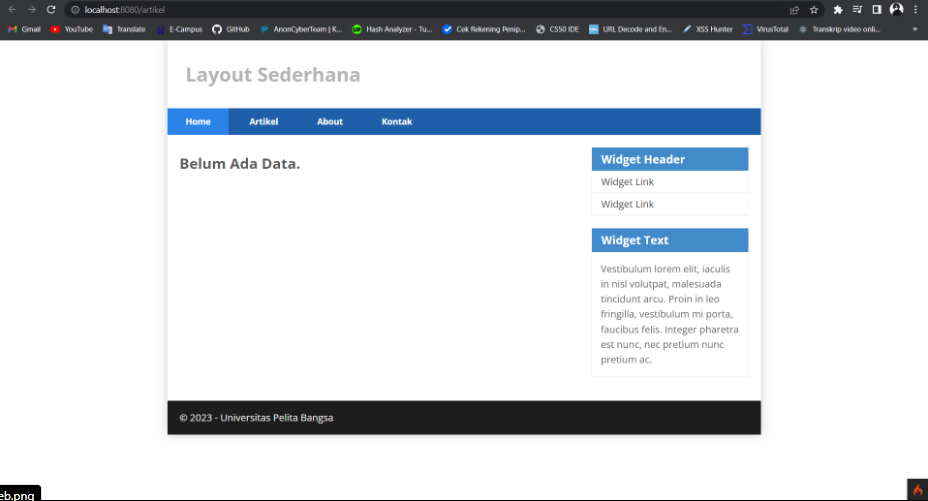 localhost:8080/artikel
Gmail
YouTube
Translate
E-Campus
GitHub
AnonCyberTeam | K...
Hash Analyzer - Tu...
Cek Rekening Penip...
CS50 IDE
URL Decode and En...
XSS Hunter
VirusTotal
Transkrip video onli...
»
Layout Sederhana
Home
Artikel
About
Kontak
Belum Ada Data.
Widget Header
Widget Link
Widget Link
Widget Text
Vestibulum lorem elit, iaculis
in nisl volutpat, malesuada
tincidunt arcu. Proin in leo
fringilla, vestibulum mi porta,
faucibus felis. Integer pharetra
est nunc, nec pretium nunc
pretium ac.
© 2023 - Universitas Pelita Bangsa
eb.png